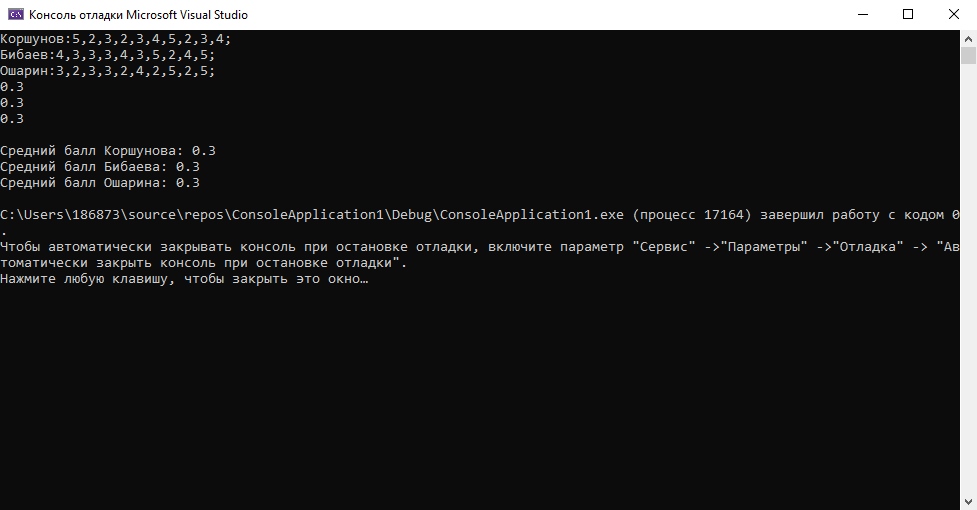 Консоль отладки Microsoft Visual Studio
Коршунов:5,2,3,2,3,4,5,2,3,4;
Бибаев:4,3,3,3,4,3,5,2,4,5;
Ошарин:3,2,3,3,2,4,2,5,2,5;
0.3
0.3
0.3
Средний балл Коршунова: 0.3
Средний балл Бибаева: 0.3
Средний балл Ошарина: 0.3
C:\Users\186873\source\repos\ConsoleApplication1\Debug\ConsoleApplication1.exe (процесс 17164) завершил работу с кодом 0
.
Чтобы автоматически закрывать консоль при остановке отладки, включите параметр "Сервис" ->"Параметры" ->"Отладка" -> "Ав
томатически закрыть консоль при остановке отладки".
Нажмите любую клавишу, чтобы закрыть это окно…